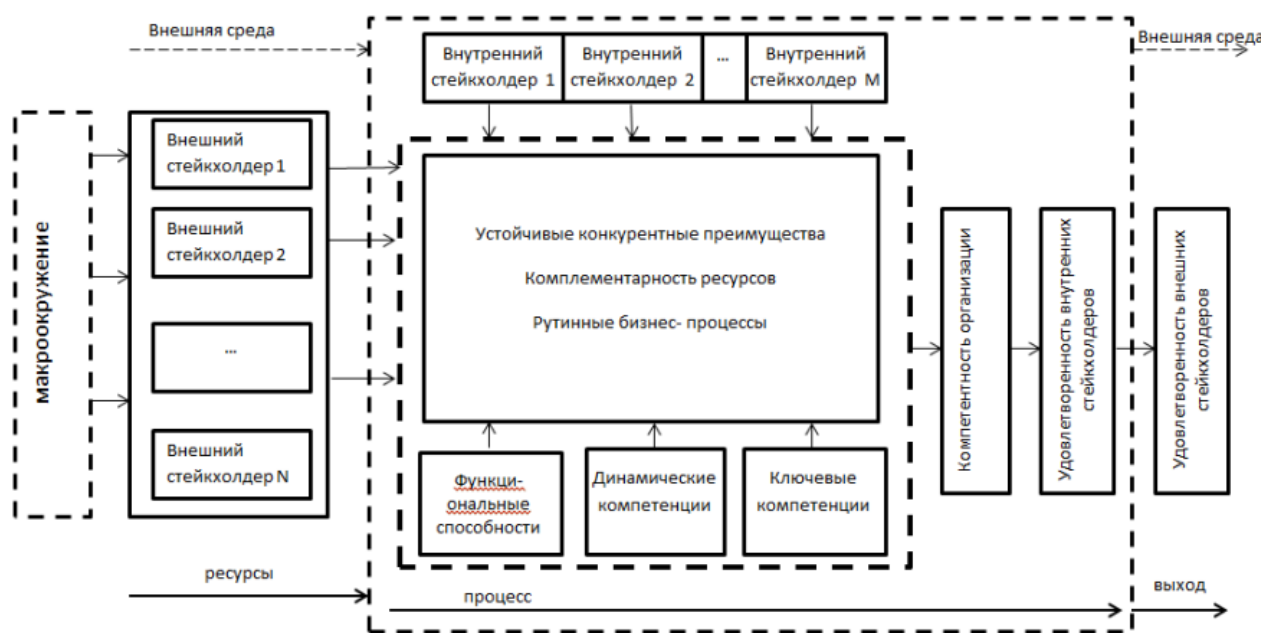 Внешняя среда
Внешняя среда
Внутренний
стейкхолдер 1
Внутренний
стейкхолдер 2
...
Внутренний
стейкхолдер М
макроокружение
Внешний
стейкхолдер 1
Внешний
стейкхолдер 2
...
Внешний
стейкхолдер N
Устойчивые конкурентные преимущества
Комплементарность ресурсов
Рутинные бизнес- процессы
Функци-
ональные
способности
Динамические
компетенции
Ключевые
компетенции
Компетентность организации
Удовлетворенность внутренних
стейкхолдеров
Удовлетворенность внешних
стейкхолдеров
ресурсы
процесс
выход